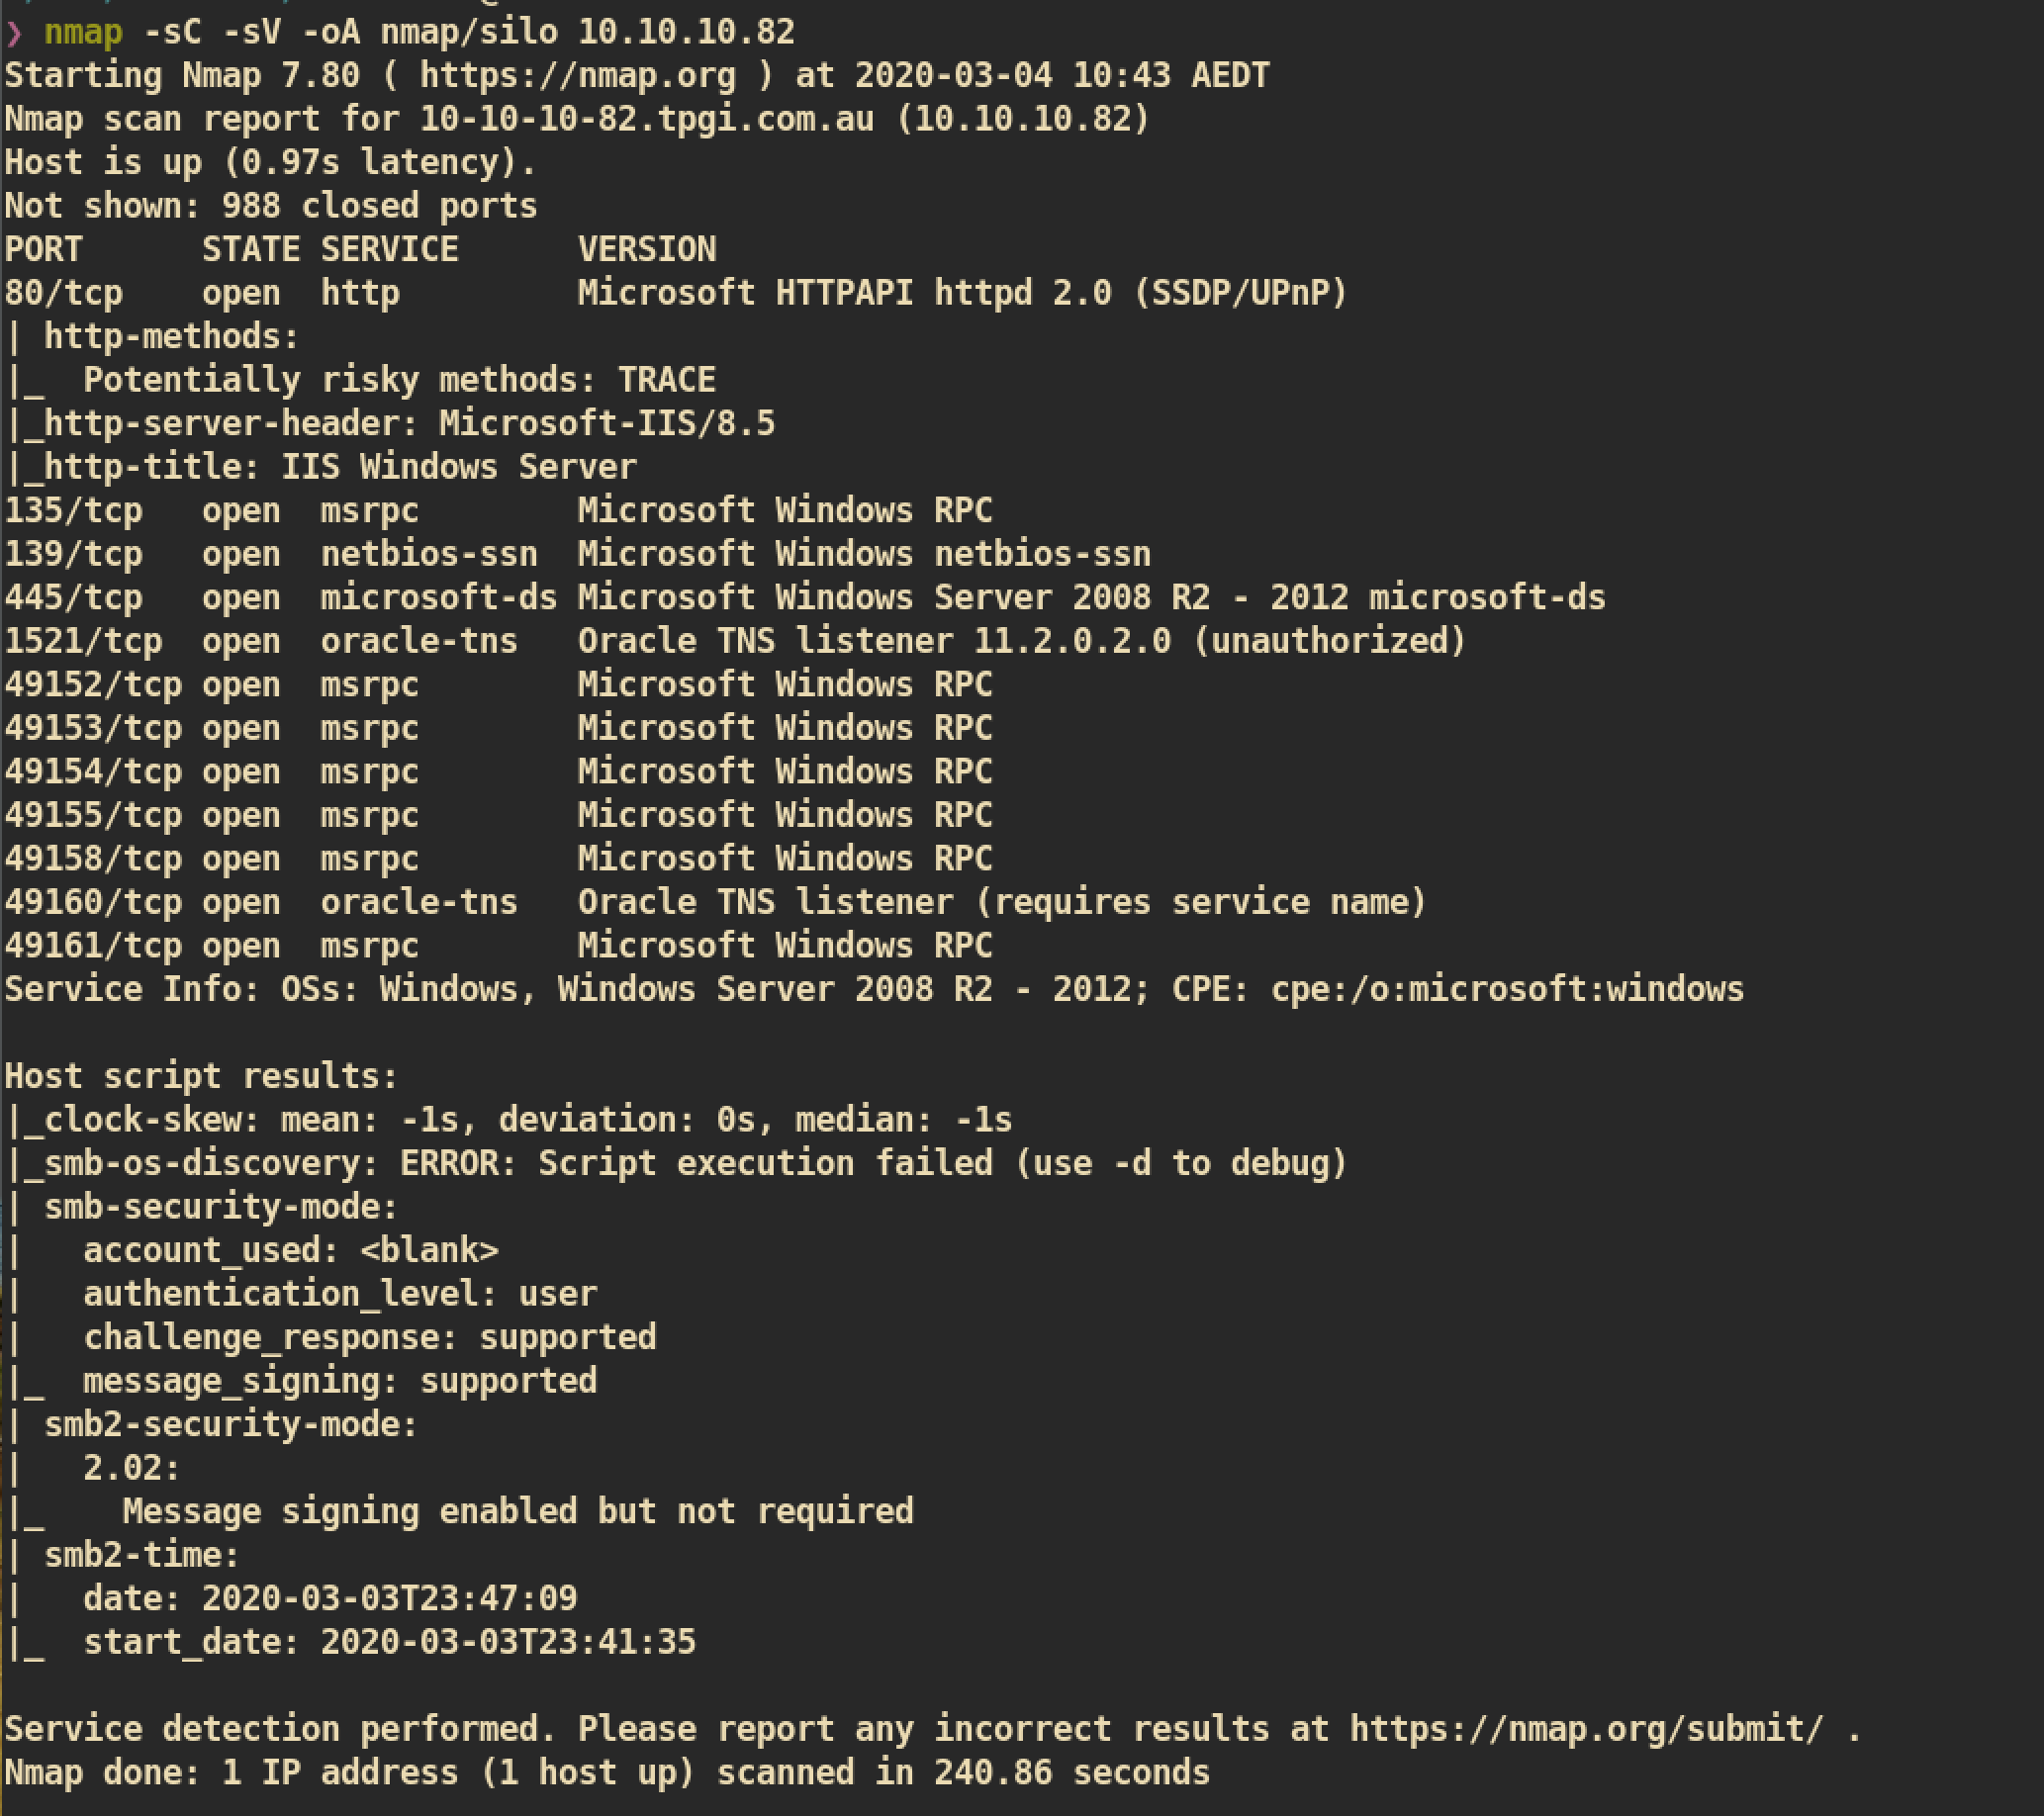 ❯ nmap -sC -sV -oA nmap/silo 10.10.10.82
Starting Nmap 7.80 ( https://nmap.org ) at 2020-03-04 10:43 AEDT
Nmap scan report for 10-10-10-82.tpgi.com.au (10.10.10.82)
Host is up (0.97s latency).
Not shown: 988 closed ports
PORT      STATE SERVICE      VERSION
80/tcp    open  http         Microsoft HTTPAPI httpd 2.0 (SSDP/UPnP)
| http-methods:
|_  Potentially risky methods: TRACE
|_http-server-header: Microsoft-IIS/8.5
|_http-title: IIS Windows Server
135/tcp   open  msrpc        Microsoft Windows RPC
139/tcp   open  netbios-ssn  Microsoft Windows netbios-ssn
445/tcp   open  microsoft-ds Microsoft Windows Server 2008 R2 - 2012 microsoft-ds
1521/tcp  open  oracle-tns   Oracle TNS listener 11.2.0.2.0 (unauthorized)
49152/tcp open  msrpc        Microsoft Windows RPC
49153/tcp open  msrpc        Microsoft Windows RPC
49154/tcp open  msrpc        Microsoft Windows RPC
49155/tcp open  msrpc        Microsoft Windows RPC
49158/tcp open  msrpc        Microsoft Windows RPC
49160/tcp open  oracle-tns   Oracle TNS listener (requires service name)
49161/tcp open  msrpc        Microsoft Windows RPC
Service Info: OSs: Windows, Windows Server 2008 R2 - 2012; CPE: cpe:/o:microsoft:windows

Host script results:
|_clock-skew: mean: -1s, deviation: 0s, median: -1s
|_smb-os-discovery: ERROR: Script execution failed (use -d to debug)
| smb-security-mode:
|   account_used: <blank>
|   authentication_level: user
|   challenge_response: supported
|_  message_signing: supported
| smb2-security-mode:
|   2.02:
|_    Message signing enabled but not required
| smb2-time:
|   date: 2020-03-03T23:47:09
|_  start_date: 2020-03-03T23:41:35

Service detection performed. Please report any incorrect results at https://nmap.org/submit/ .
Nmap done: 1 IP address (1 host up) scanned in 240.86 seconds